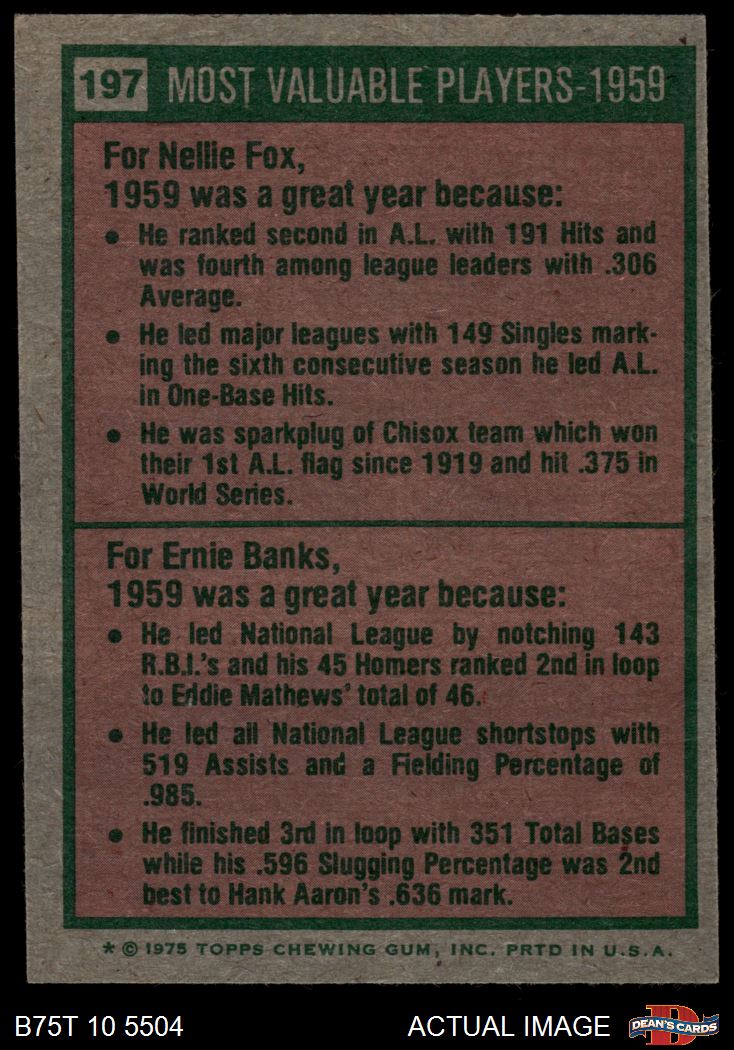 197 MOST VALUABLE PLAYERS-1959
For Nellie Fox,
1959 was a great year because:
• He ranked second in A.L. with 191 Hits and
was fourth among league leaders with .306
Average.
• He led major leagues with 149 Singles mark-
ing the sixth consecutive season he led A.L.
in One-Base Hits.
• He was sparkplug of Chisox team which won
their 1st A.L. flag since 1919 and hit .375 in
World Series.
For Ernie Banks,
1959 was a great year because:
• He led National League by notching 143
R.B.I.'s and his 45 Homers ranked 2nd in loop
to Eddie Mathews' total of 46.
• He led all National League shortstops with
519 Assists and a Fielding Percentage of
.985.
• He finished 3rd in loop with 351 Total Bases
while his .596 Slugging Percentage was 2nd
best to Hank Aaron's .636 mark.
* © 1975 TOPPS CHEWING GUM, INC. PRTD IN U.S.A.
B75T 10 5504 ACTUAL IMAGE DEAN'S CARDS